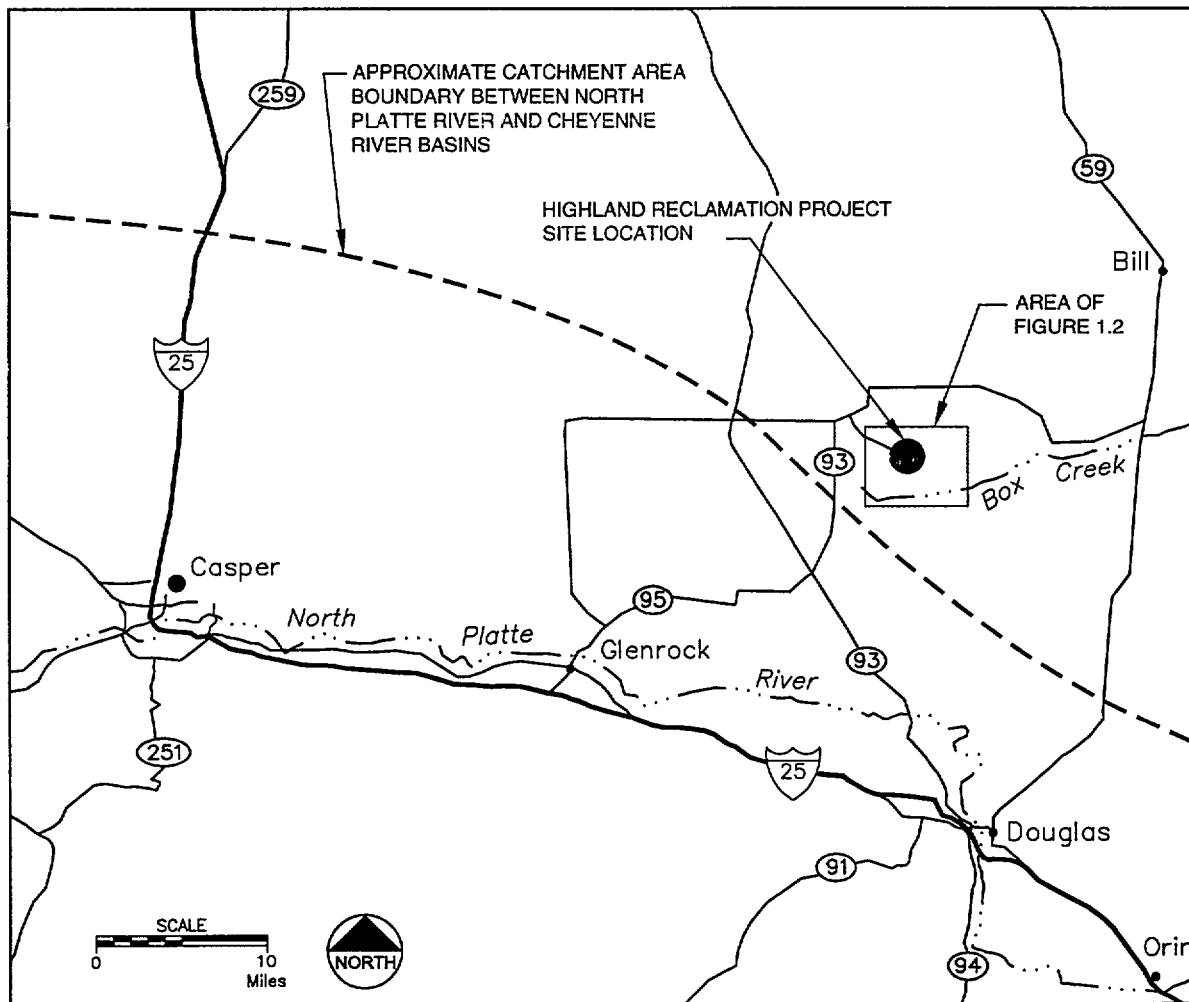 APPROXIMATE CATCHMENT AREA
BOUNDARY BETWEEN NORTH
PLATTE RIVER AND CHEYENNE
RIVER BASINS
259
59
HIGHLAND RECLAMATION PROJECT
SITE LOCATION
Bill
AREA OF
FIGURE 1.2
25
93
Box Creek
Casper
95
North Platte River
Glenrock
93
251
25
Douglas
91
SCALE
0 10
Miles
NORTH
94
Orin